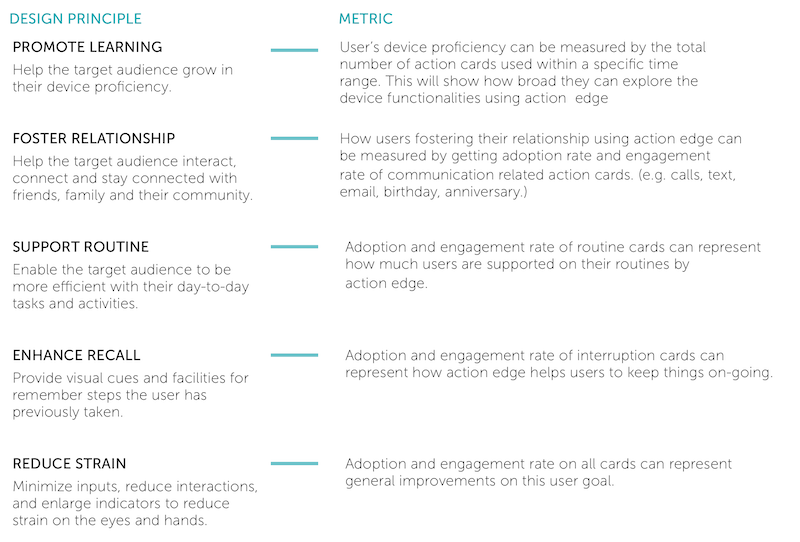 DESIGN PRINCIPLE
METRIC
PROMOTE LEARNING
Help the target audience grow in
their device proficiency.
User's device proficiency can be measured by the total
number of action cards used within a specific time
range. This will show how broad they can explore the
device functionalities using action  edge
FOSTER RELATIONSHIP
Help the target audience interact,
connect and stay connected with
friends, family and their community.
How users fostering their relationship using action edge can
be measured by getting adoption rate and engagement
rate of communication related action cards. (e.g. calls, text,
email, birthday, anniversary.)
SUPPORT ROUTINE
Enable the target audience to be
more efficient with their day-to-day
tasks and activities.
Adoption and engagement rate of routine cards can represent
how much users are supported on their routines by
action edge.
ENHANCE RECALL
Provide visual cues and facilities for
remember steps the user has
previously taken.
Adoption and engagement rate of interruption cards can
represent how action edge helps users to keep things on-going.
REDUCE STRAIN
Minimize inputs, reduce interactions,
and enlarge indicators to reduce
strain on the eyes and hands.
Adoption and engagement rate on all cards can represent
general improvements on this user goal.